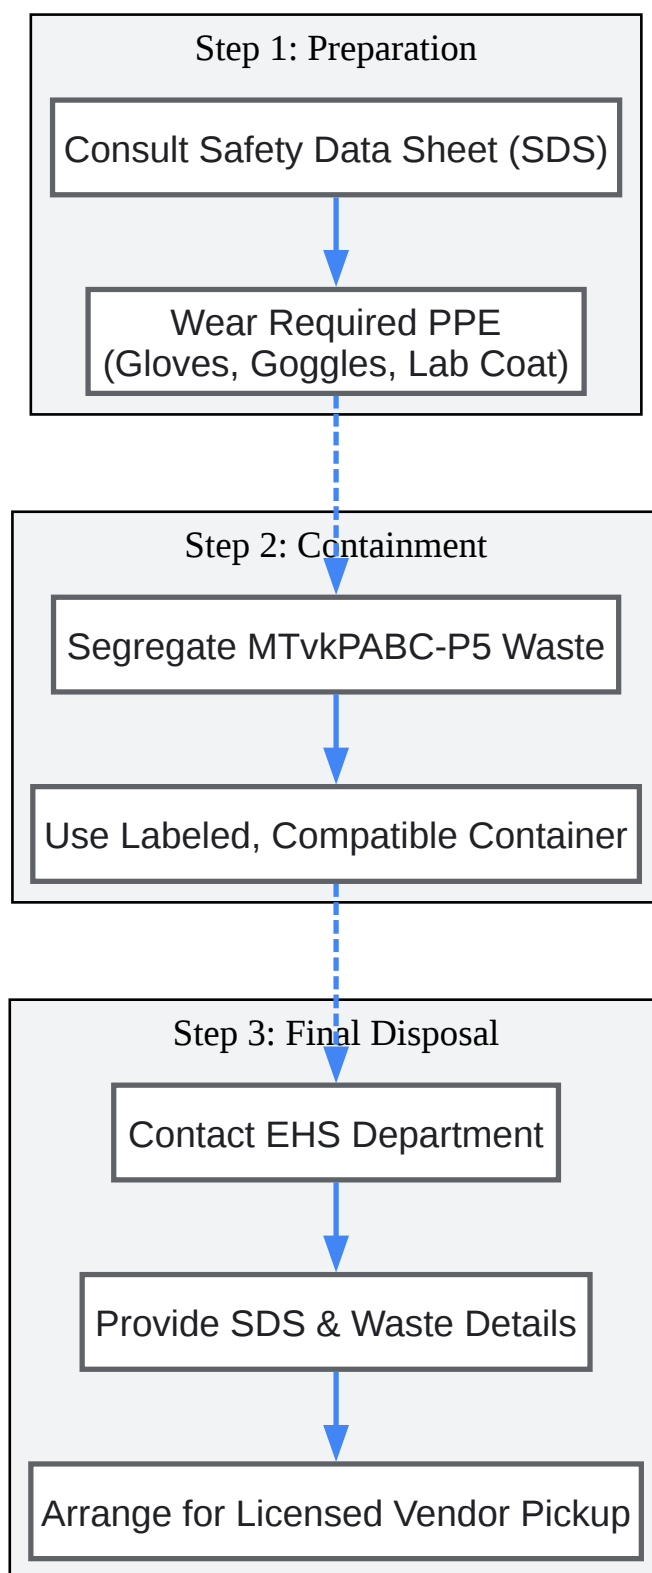 Step 1: Preparation
Consult Safety Data Sheet (SDS)
Wear Required PPE
(Gloves, Goggles, Lab Coat)
Step 2: Containment
Segregate MTvkPABC-P5 Waste
Use Labeled, Compatible Container
Step 3: Final Disposal
Contact EHS Department
Provide SDS & Waste Details
Arrange for Licensed Vendor Pickup